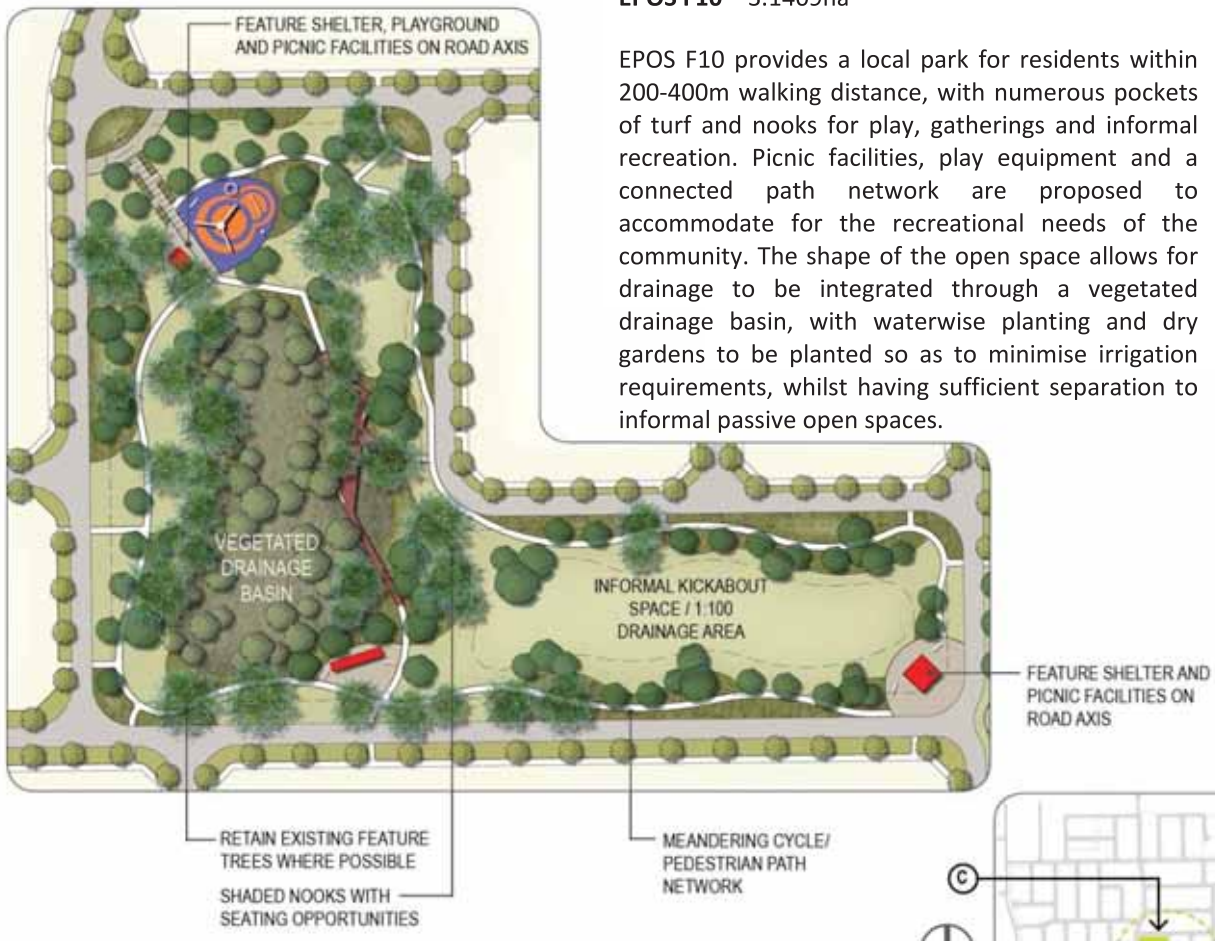 EPOS F10 3.1409ha
EPOS F10 provides a local park for residents within
200-400m walking distance, with numerous pockets
of turf and nooks for play, gatherings and informal
recreation. Picnic facilities, play equipment and a
connected path network are proposed to
accommodate for the recreational needs of the
community. The shape of the open space allows for
drainage to be integrated through a vegetated
drainage basin, with waterwise planting and dry
gardens to be planted so as to minimise irrigation
requirements, whilst having sufficient separation to
informal passive open spaces.
FEATURE SHELTER, PLAYGROUND
AND PICNIC FACILITIES ON ROAD AXIS
VEGETATED
DRAINAGE
BASIN
INFORMAL KICKABOUT
SPACE / 1:100
DRAINAGE AREA
FEATURE SHELTER AND
PICNIC FACILITIES ON
ROAD AXIS
RETAIN EXISTING FEATURE
TREES WHERE POSSIBLE
SHADED NOOKS WITH
SEATING OPPORTUNITIES
MEANDERING CYCLE/
PEDESTRIAN PATH
NETWORK
C